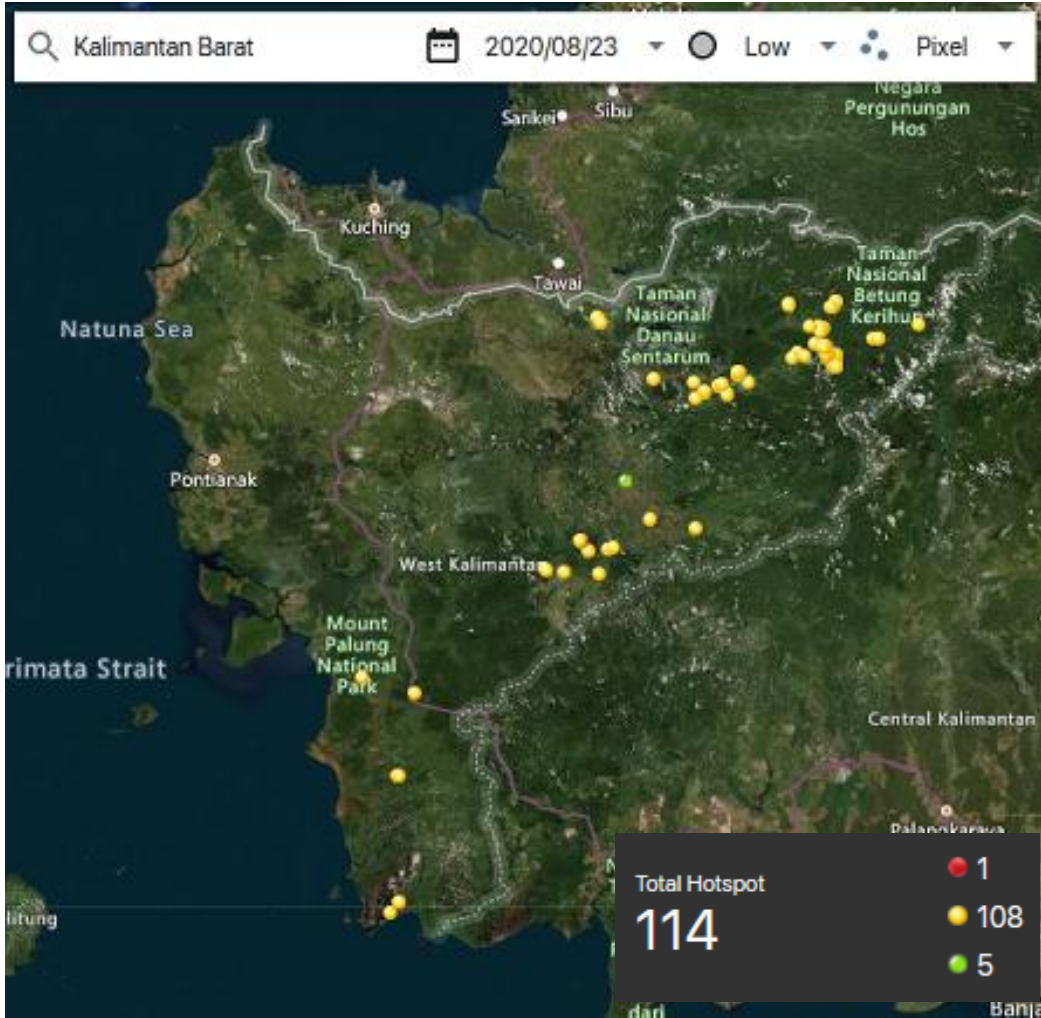 Kalimantan Barat 2020/08/23 Low Pixel
Negara
Pergunungan
Hos
Sarikei
Sibu
Kuching
Tawai
Taman
Nasional
Betung
Kerihun
Taman
Nasional
Danau
Sentarum
Natuna Sea
Pontianak
West Kalimantan
Mount
Palung
National
Park
rimata Strait
Central Kalimantan
Palangkaraya
litung
Total Hotspot
114
1
108
5
dari
Banja